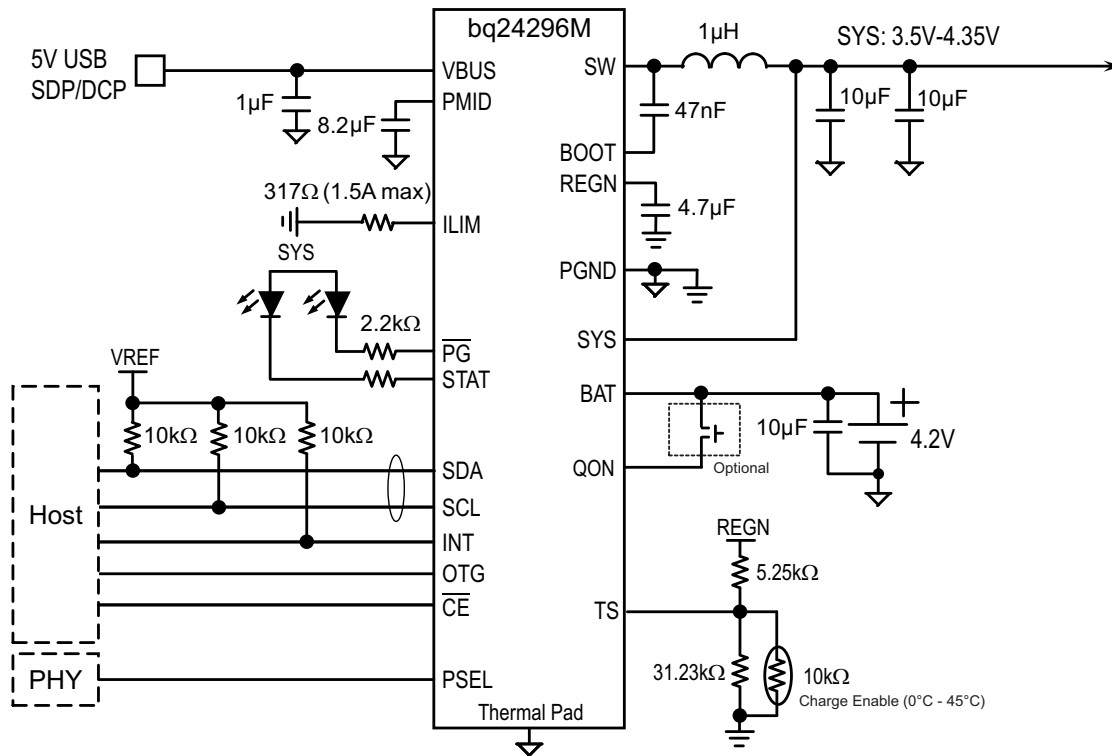 bq24296M
5V USB
SDP/DCP
VBUS
PMID
1µF
8.2µF
317Ω (1.5A max)
ILIM
SYS
2.2kΩ
PG
STAT
VREF
10kΩ
10kΩ
10kΩ
Host
SDA
SCL
INT
OTG
CE
PHY
PSEL
Thermal Pad
SW
1µH
SYS: 3.5V-4.35V
47nF
10µF
10µF
BOOT
REGN
4.7µF
PGND
SYS
BAT
10µF
4.2V
QON
Optional
REGN
5.25kΩ
TS
31.23kΩ
10kΩ
Charge Enable (0°C - 45°C)